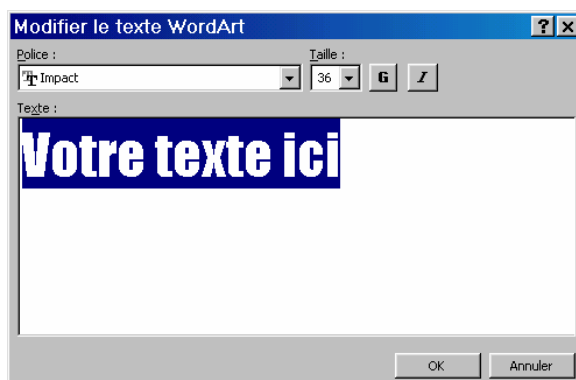 Modifier le texte WordArt ? ×
Police : Taille :
Impact 36 G I
Texte :
Votre texte ici
OK Annuler